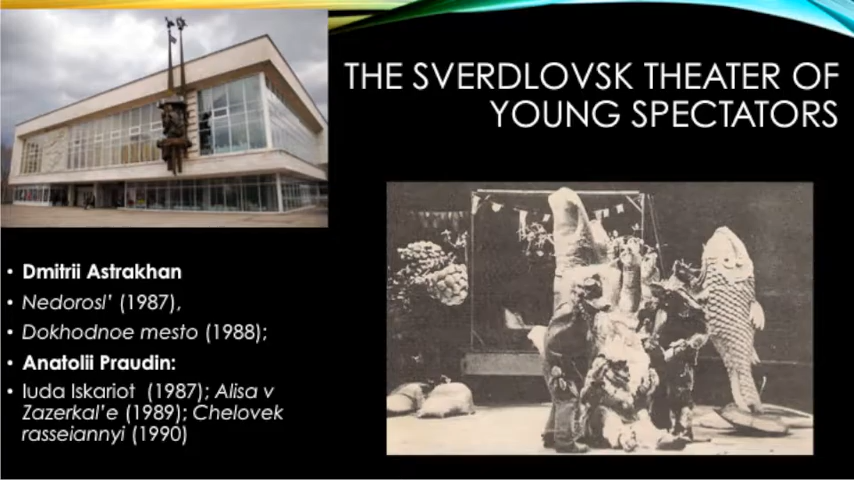 THE SVERDLOVSK THEATER OF
YOUNG SPECTATORS
• Dmitrii Astrakhan
• Nedorosl’ (1987),
• Dokhodnoe mesto (1988);
• Anatolii Praudin:
• Iuda Iskariot (1987); Alisa v
Zazerkal’e (1989); Chelovek
rasseiannyi (1990)